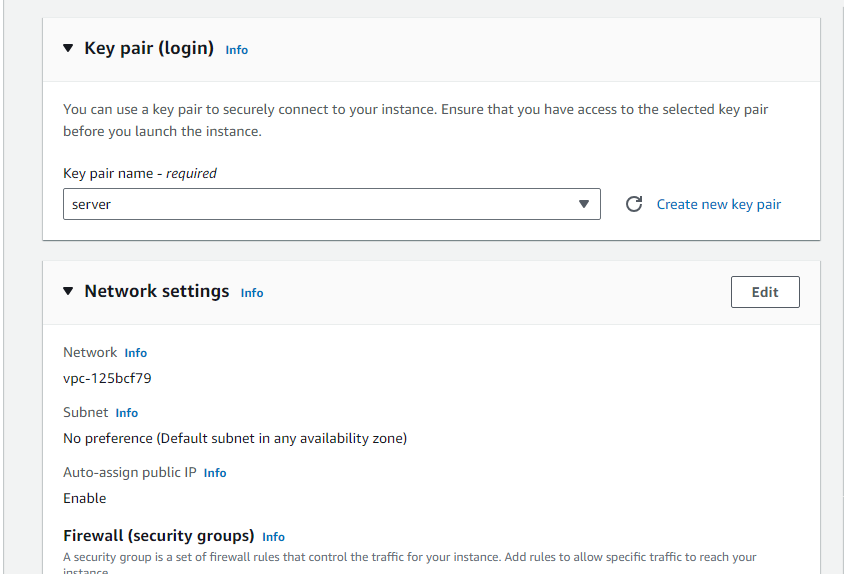 Key pair (login) Info
You can use a key pair to securely connect to your instance. Ensure that you have access to the selected key pair
before you launch the instance.
Key pair name - required
server
Create new key pair
Network settings Info
Edit
Network Info
vpc-125bcf79
Subnet Info
No preference (Default subnet in any availability zone)
Auto-assign public IP Info
Enable
Firewall (security groups) Info
A security group is a set of firewall rules that control the traffic for your instance. Add rules to allow specific traffic to reach your
instance.